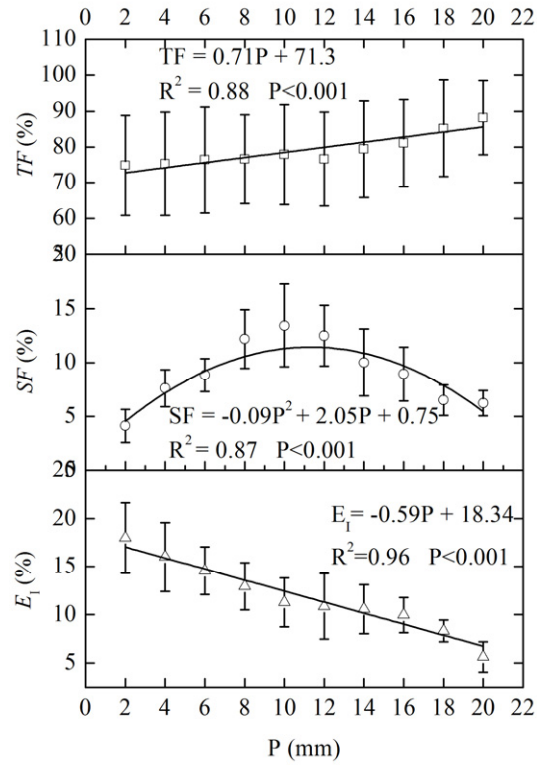 0 2 4 6 8 10 12 14 16 18 20 22
110
100
90
80
70
60
50
TF (%)
TF = 0.71P + 71.3
R² = 0.88 P<0.001
20
15
10
5
0
SF (%)
SF = -0.09P² + 2.05P + 0.75
R² = 0.87 P<0.001
25
20
15
10
5
E_I (%)
E_I = -0.59P + 18.34
R²=0.96 P<0.001
0 2 4 6 8 10 12 14 16 18 20 22
P (mm)